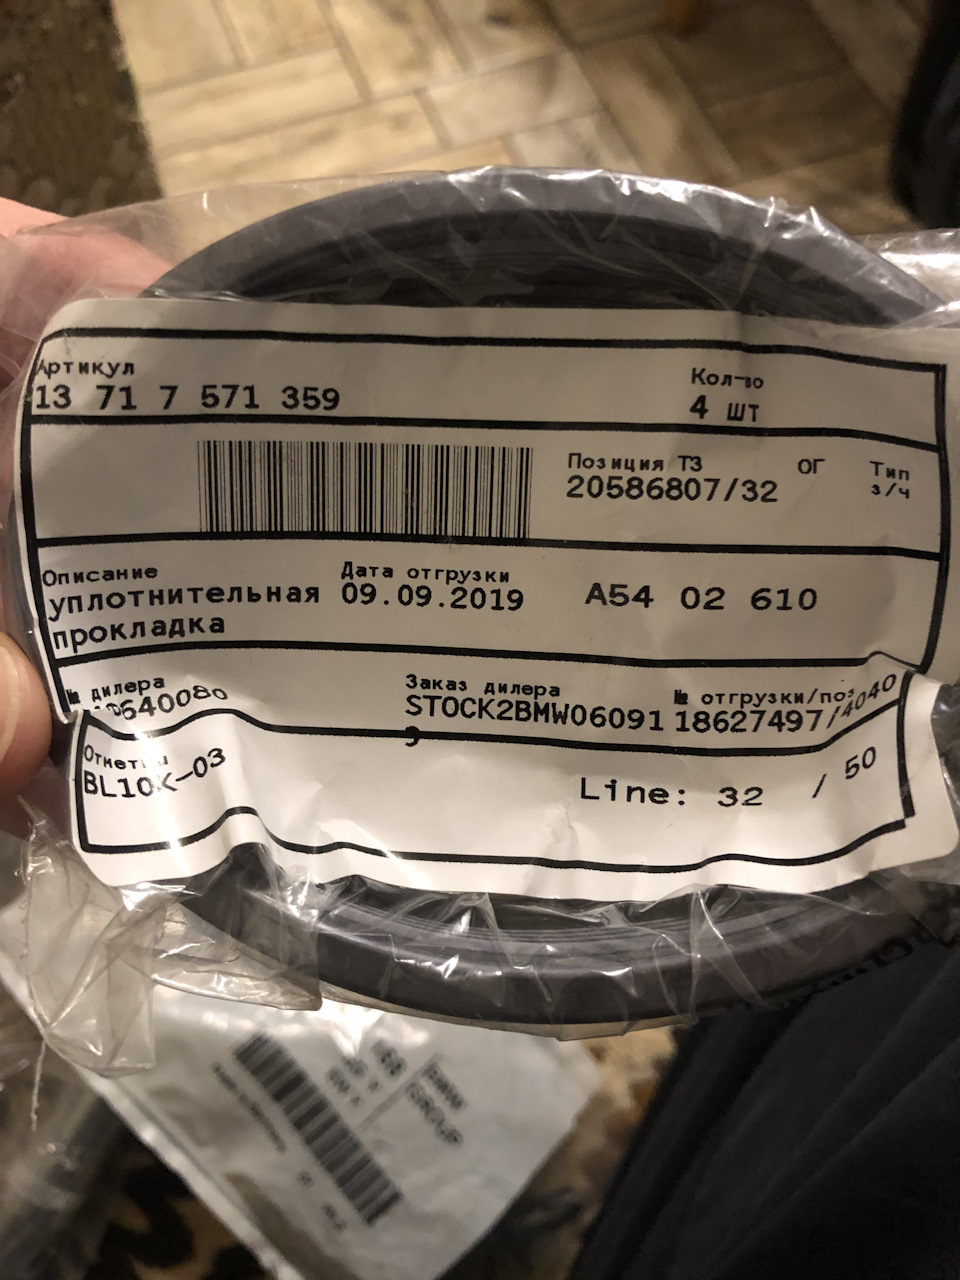 Артикул
13 71 7 571 359
Кол-во
4 шт
Позиция ТЗ
20586807/32
ОГ
Тип
з/ч
Описание
уплотнительная
прокладка
Дата отгрузки
09.09.2019
A54 02 610
№ дилера
Заказ дилера
STOCK2BMW06091
9
№ отгрузки/поз
18627497/4040
BL10K-03
Line: 32 / 50
BMW
GROUP